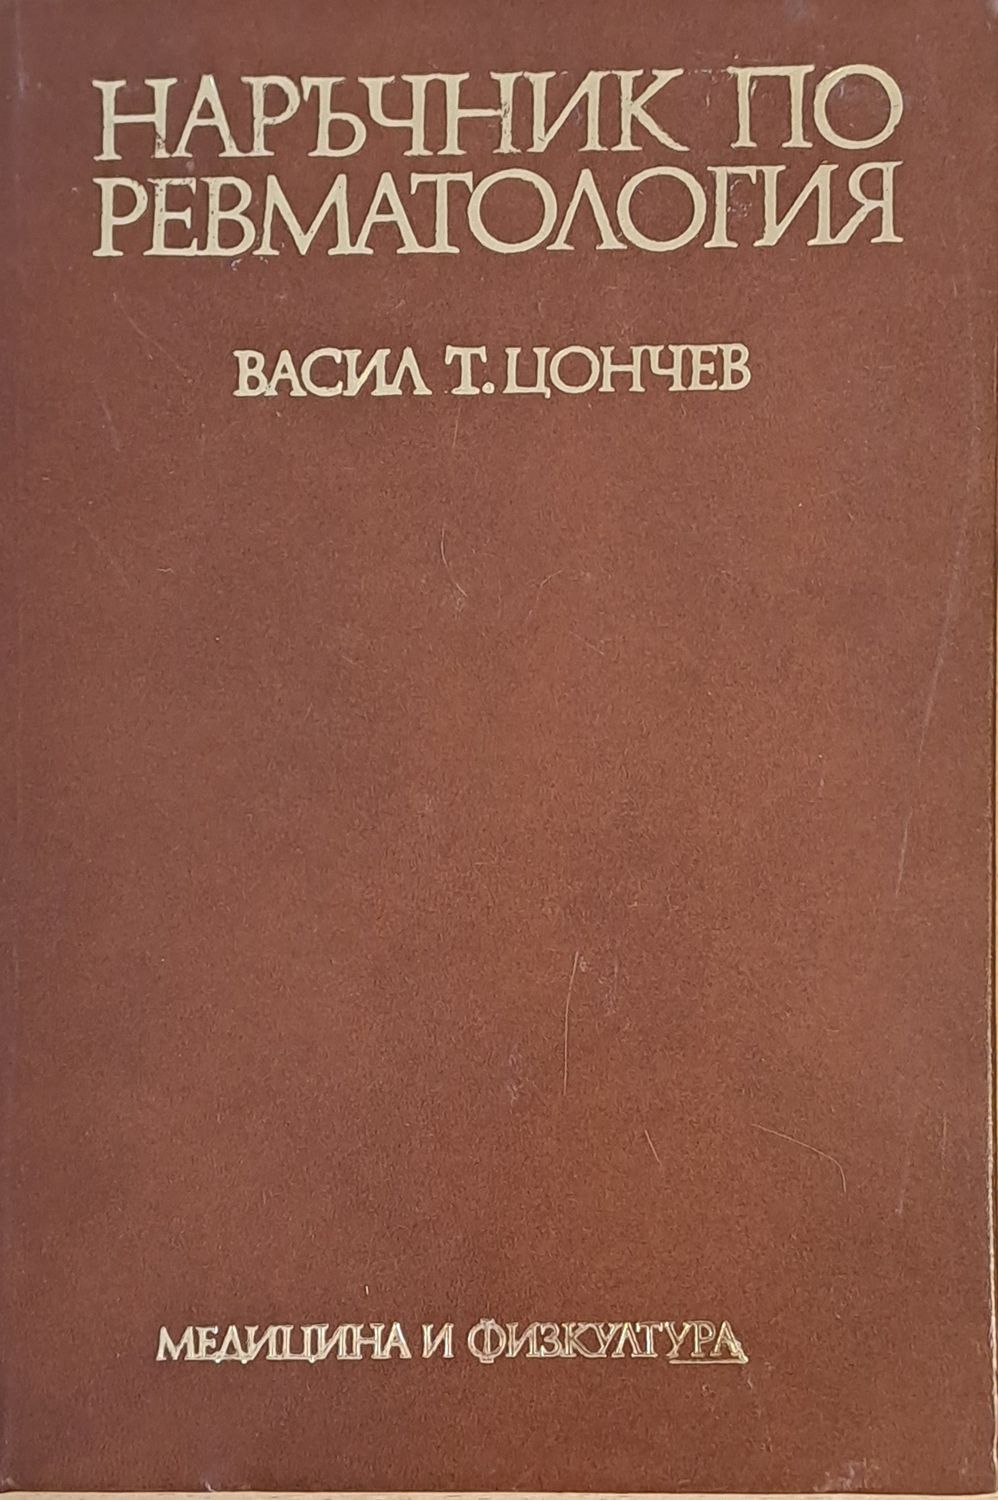 НАРЪЧНИК ПО
РЕВМАТОЛОГИЯ
ВАСИЛ Т. ЦОНЧЕВ
МЕДИЦИНА И ФИЗКУЛТУРА